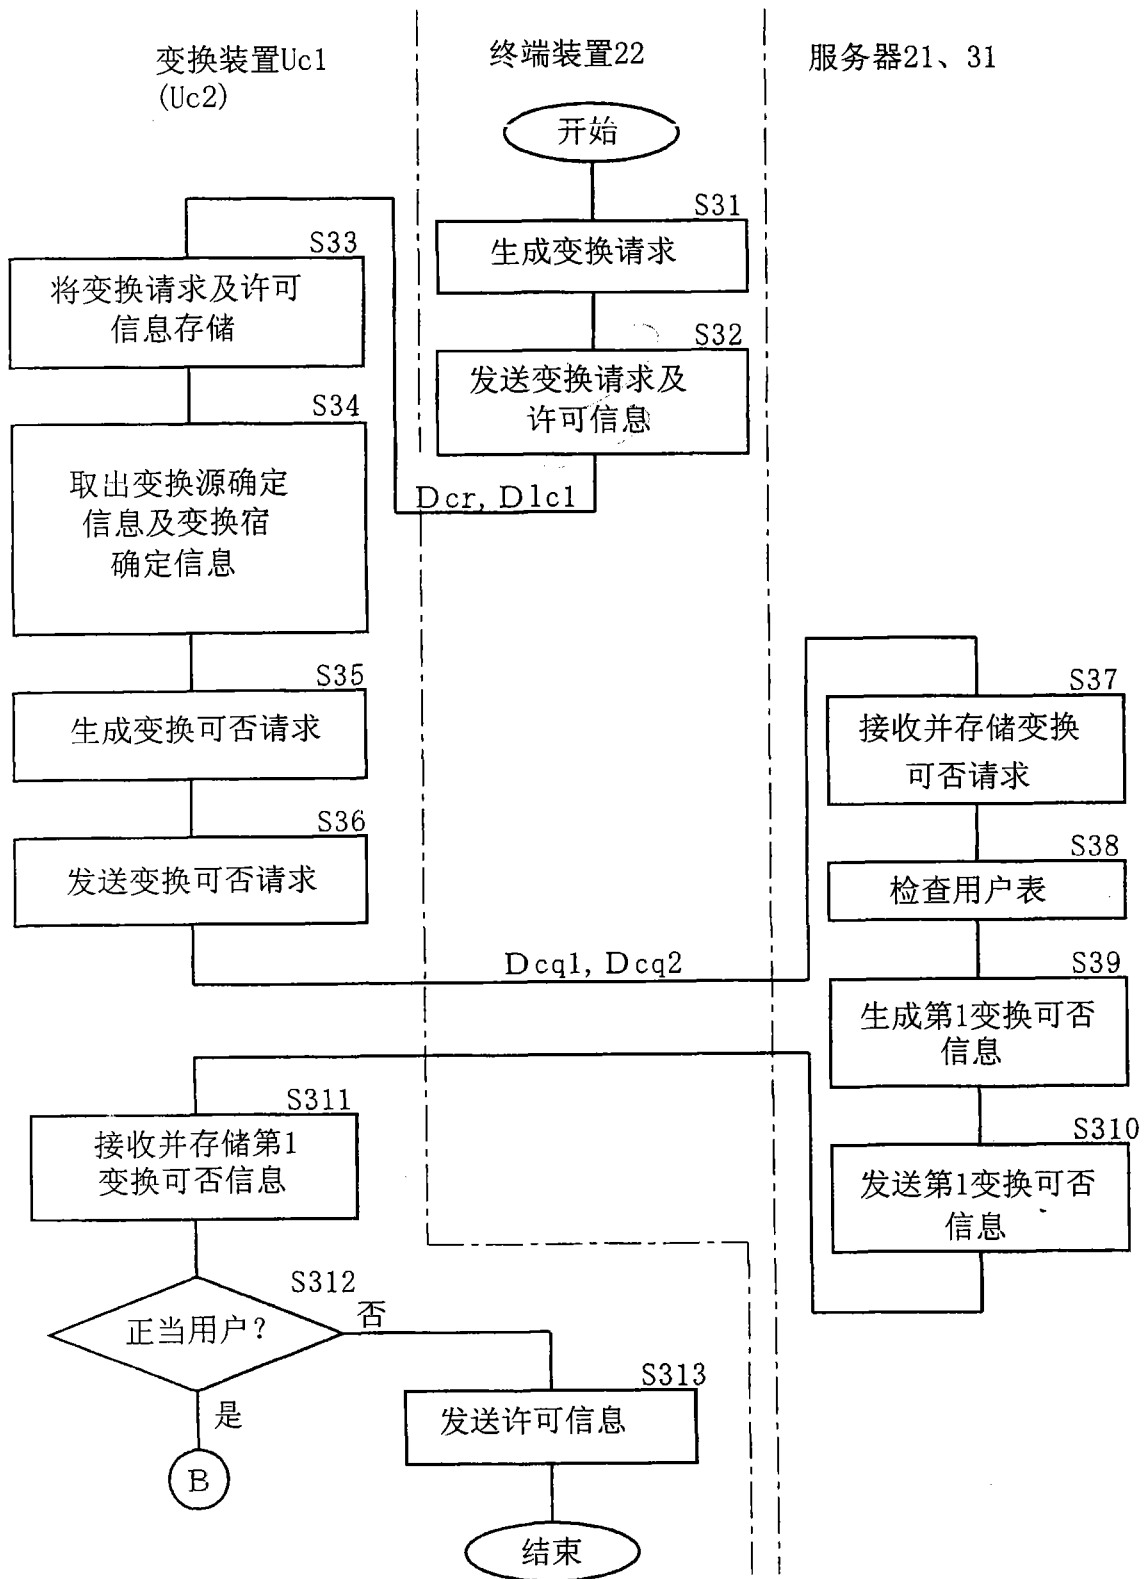 变换装置Uc1
(Uc2)
终端装置22
服务器21、31
开始
S31
生成变换请求
S32
发送变换请求及
许可信息
Dcr, Dlc1
S33
将变换请求及许可
信息存储
S34
取出变换源确定
信息及变换宿
确定信息
S35
生成变换可否请求
S36
发送变换可否请求
Dcq1, Dcq2
S37
接收并存储变换
可否请求
S38
检查用户表
S39
生成第1变换可否
信息
S310
发送第1变换可否
信息
S311
接收并存储第1
变换可否信息
S312
正当用户?
否
是
B
S313
发送许可信息
结束